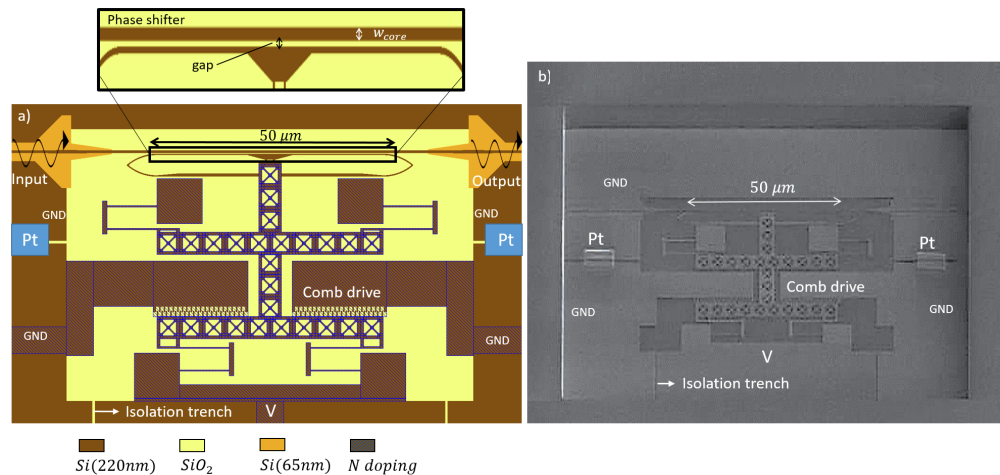 Phase shifter
w_core
gap
a)
50 μm
Input
Output
GND
GND
Pt
Pt
Comb drive
GND
GND
Isolation trench
V
Si(220nm)
SiO₂
Si(65nm)
N doping
b)
50 μm
GND
Pt
Pt
Comb drive
GND
GND
V
Isolation trench